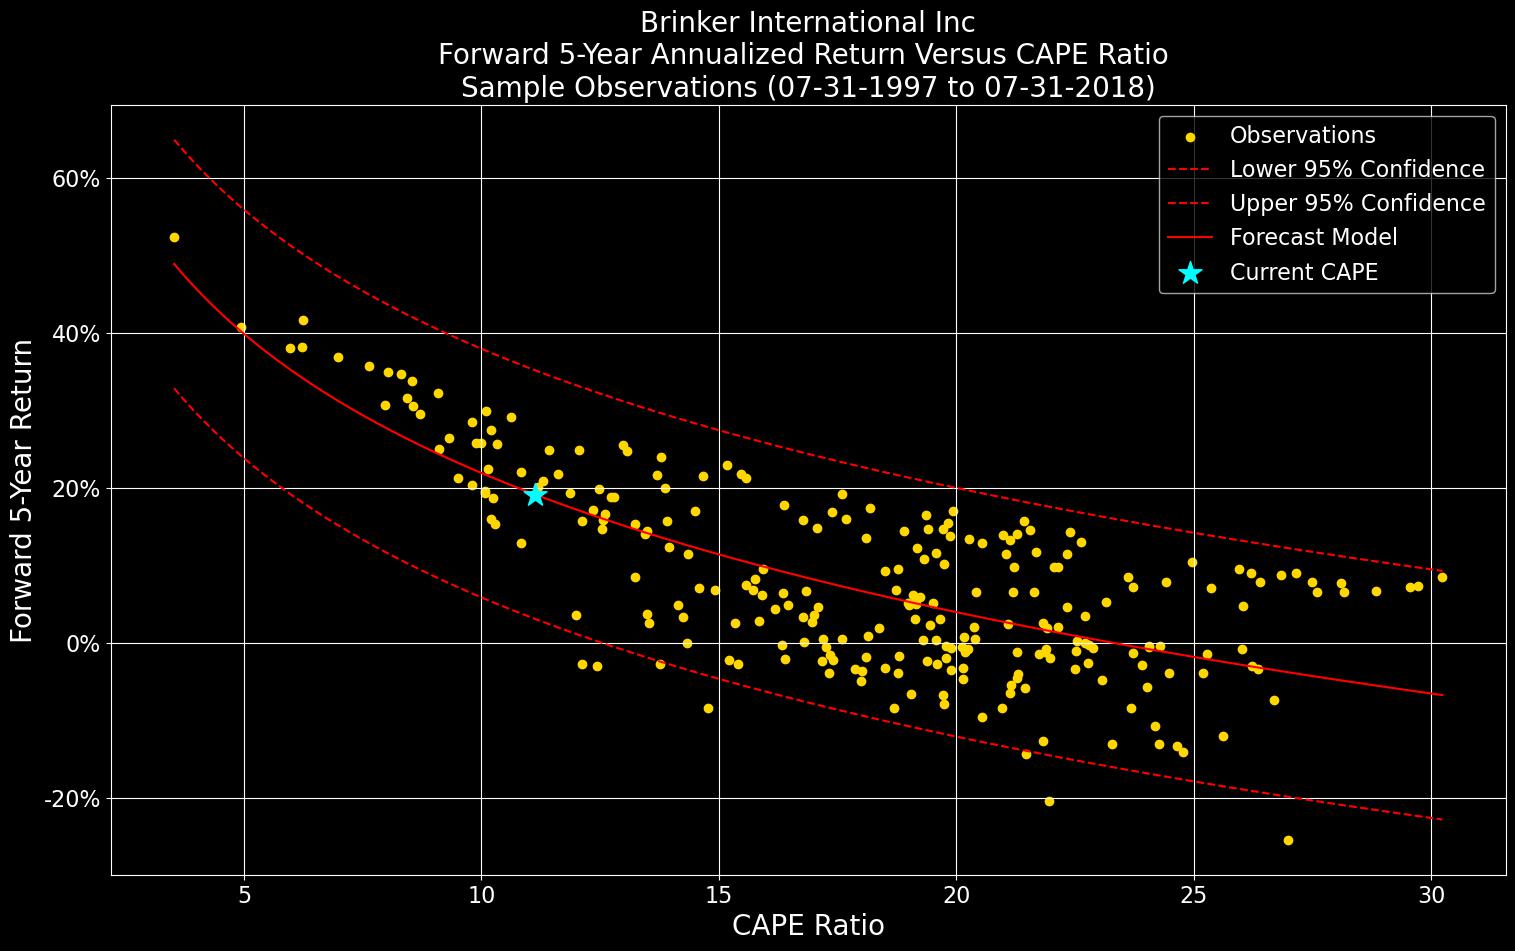 Brinker International Inc
Forward 5-Year Annualized Return Versus CAPE Ratio
Sample Observations (07-31-1997 to 07-31-2018)
Observations
Lower 95% Confidence
Upper 95% Confidence
Forecast Model
Current CAPE
Forward 5-Year Return
60%
40%
20%
0%
-20%
5 10 15 20 25 30
CAPE Ratio